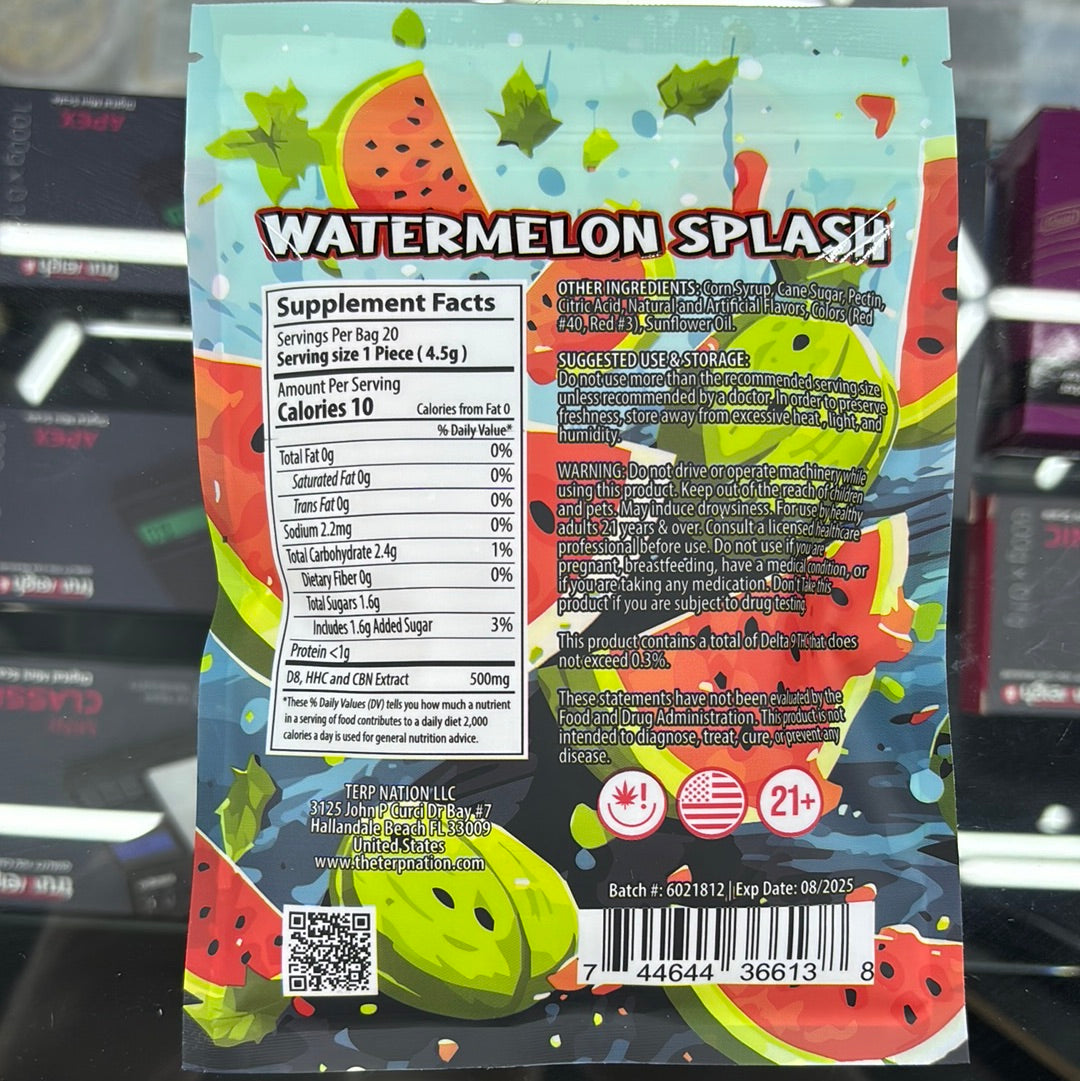 WATERMELON SPLASH
Supplement Facts
Servings Per Bag 20
Serving size 1 Piece ( 4.5g )
Amount Per Serving
Calories 10 Calories from Fat 0
% Daily Value*
Total Fat 0g 0%
Saturated Fat 0g 0%
Trans Fat 0g 0%
Sodium 2.2mg 0%
Total Carbohydrate 2.4g 1%
Dietary Fiber 0g 0%
Total Sugars 1.6g
Includes 1.6g Added Sugar 3%
Protein <1g
D8, HHC and CBN Extract 500mg
*These % Daily Values (DV) tells you how much a nutrient
in a serving of food contributes to a daily diet 2,000
calories a day is used for general nutrition advice.
TERP NATION LLC
3125 John P Curci Dr Bay #7
Hallandale Beach FL 33009
United States
www.theterpnation.com
OTHER INGREDIENTS: Corn Syrup, Cane Sugar, Pectin,
Citric Acid, Natural and Artificial Flavors, Colors (Red
#40, Red #3), Sunflower Oil.
SUGGESTED USE & STORAGE:
Do not use more than the recommended serving size
unless recommended by a doctor. In order to preserve
freshness, store away from excessive heat, light, and
humidity.
WARNING: Do not drive or operate machinery while
using this product. Keep out of the reach of children
and pets. May induce drowsiness. For use by healthy
adults 21 years & over. Consult a licensed healthcare
professional before use. Do not use if you are
pregnant, breastfeeding, have a medical condition, or
if you are taking any medication. Don't take this
product if you are subject to drug testing.
This product contains a total of Delta 9 THC that does
not exceed 0.3%.
These statements have not been evaluated by the
Food and Drug Administration. This product is not
intended to diagnose, treat, cure, or prevent any
disease.
!
21+
Batch #: 6021812 | Exp Date: 08/2025
7 44644 36613 8
APEX
APEX
CLASSIC